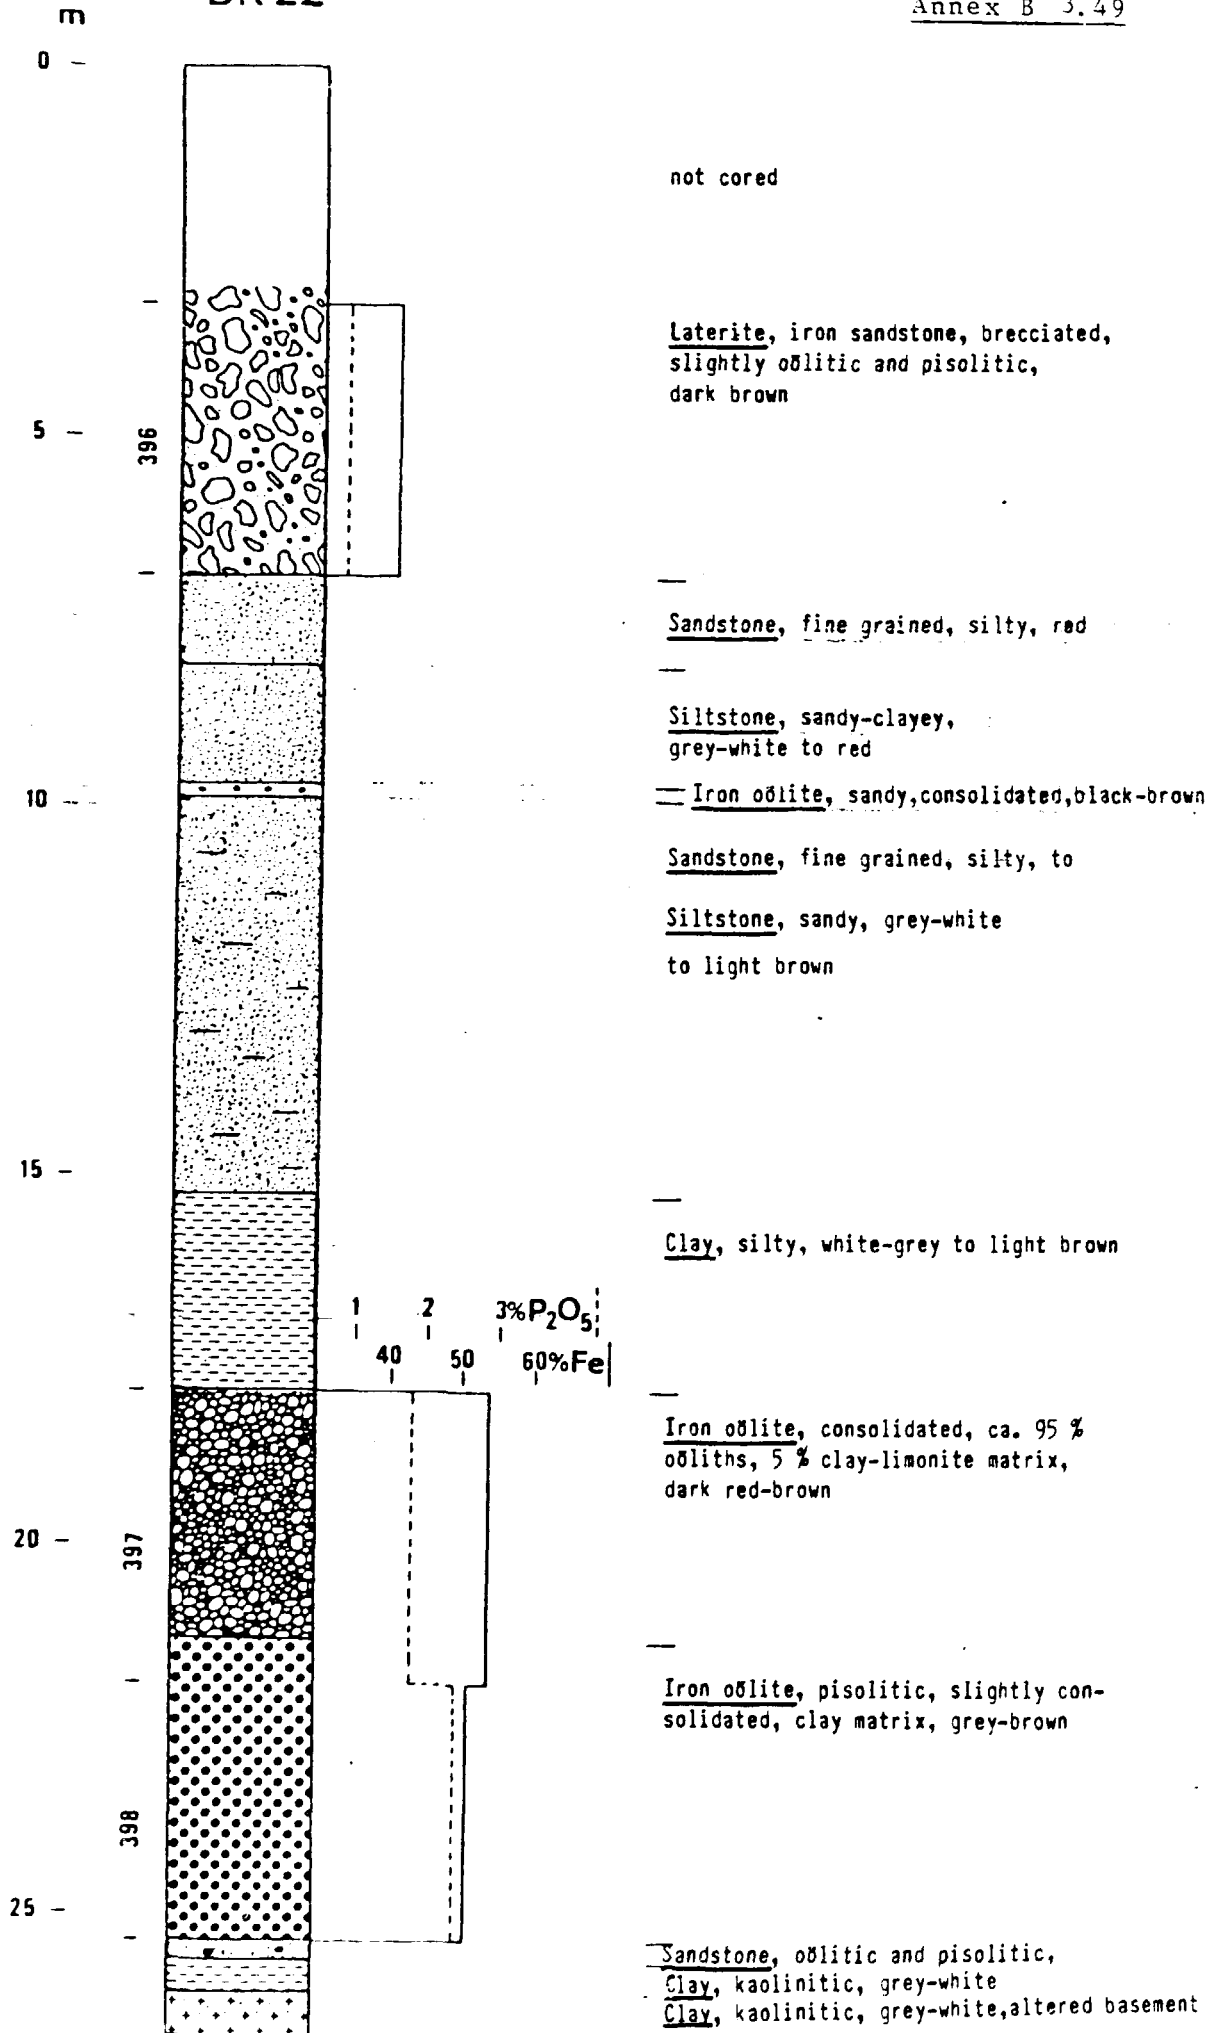 m
Annex B 3.49
0
not cored
Laterite, iron sandstone, brecciated,
slightly oölitic and pisolitic,
dark brown
5
396
Sandstone, fine grained, silty, red
Siltstone, sandy-clayey,
grey-white to red
10
Iron oölite, sandy,consolidated,black-brown
Sandstone, fine grained, silty, to
Siltstone, sandy, grey-white
to light brown
15
Clay, silty, white-grey to light brown
1 2 3% P₂O₅
40 50 60%Fe
Iron oölite, consolidated, ca. 95 %
oöliths, 5 % clay-limonite matrix,
dark red-brown
20
397
Iron oölite, pisolitic, slightly con-
solidated, clay matrix, grey-brown
398
25
Sandstone, oölitic and pisolitic,
Clay, kaolinitic, grey-white
Clay, kaolinitic, grey-white,altered basement